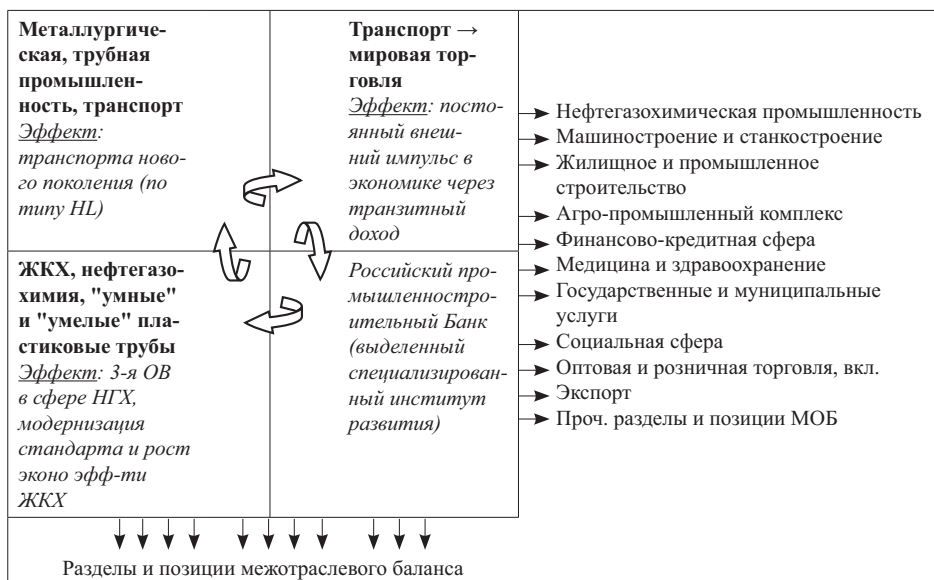 Металлургиче-
ская, трубная
промышлен-
ность, транспорт
Эффект:
транспорта ново-
го поколения (по
типу HL)
Транспорт →
мировая тор-
говля
Эффект: посто-
янный внеш-
ний импульс в
экономике через
транзитный
доход
ЖКХ, нефтегазо-
химия, "умные"
и "умелые" пла-
стиковые трубы
Эффект: 3-я ОВ
в сфере НГХ,
модернизация
стандарта и рост
эконо эфф-ти
ЖКХ
Российский про-
мышленностро-
ительный Банк
(выделенный
специализирован-
ный институт
развития)
Нефтегазохимическая промышленность
Машиностроение и станкостроение
Жилищное и промышленное
строительство
Агро-промышленный комплекс
Финансово-кредитная сфера
Медицина и здравоохранение
Государственные и муниципальные
услуги
Социальная сфера
Оптовая и розничная торговля, вкл.
Экспорт
Проч. разделы и позиции МОБ
Разделы и позиции межотраслевого баланса